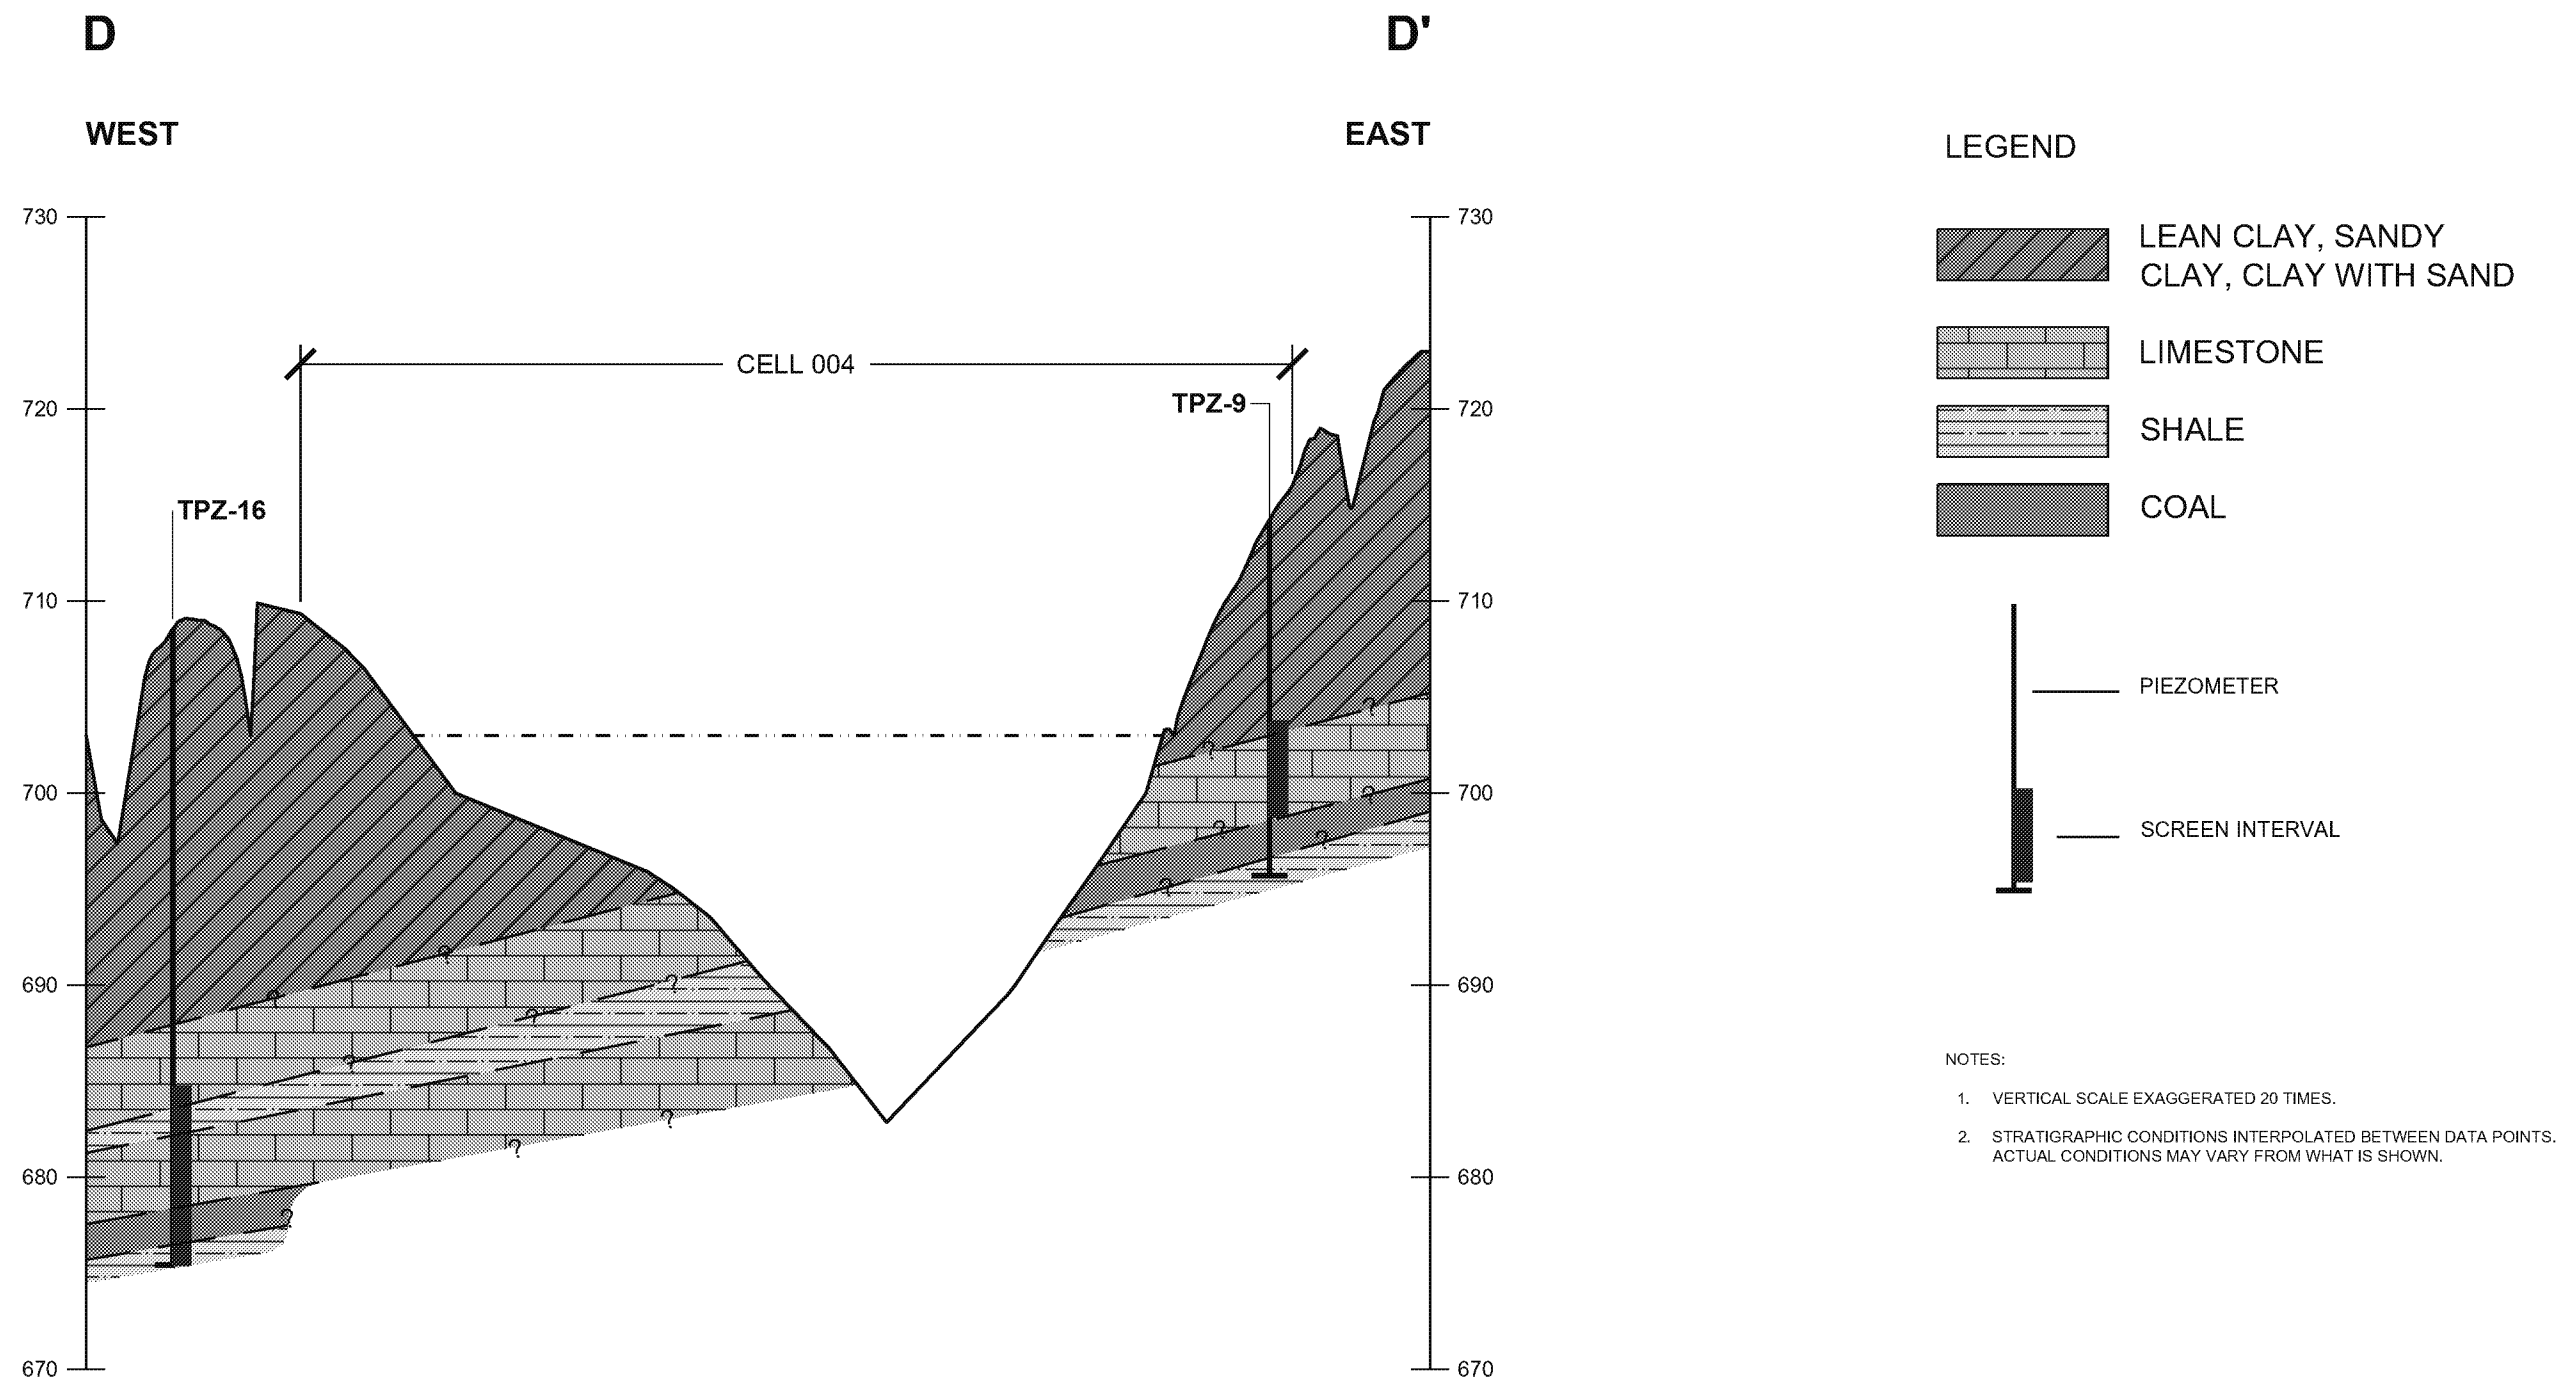 D
D'
WEST
EAST
LEGEND
730
730
LEAN CLAY, SANDY
CLAY, CLAY WITH SAND
LIMESTONE
CELL 004
TPZ-9
720
720
SHALE
TPZ-16
COAL
710
710
PIEZOMETER
?
?
700
700
?
?
?
SCREEN INTERVAL
?
?
690
690
?
?
?
?
NOTES:
1. VERTICAL SCALE EXAGGERATED 20 TIMES.
?
?
2. STRATIGRAPHIC CONDITIONS INTERPOLATED BETWEEN DATA POINTS.
ACTUAL CONDITIONS MAY VARY FROM WHAT IS SHOWN.
680
680
?
670
670